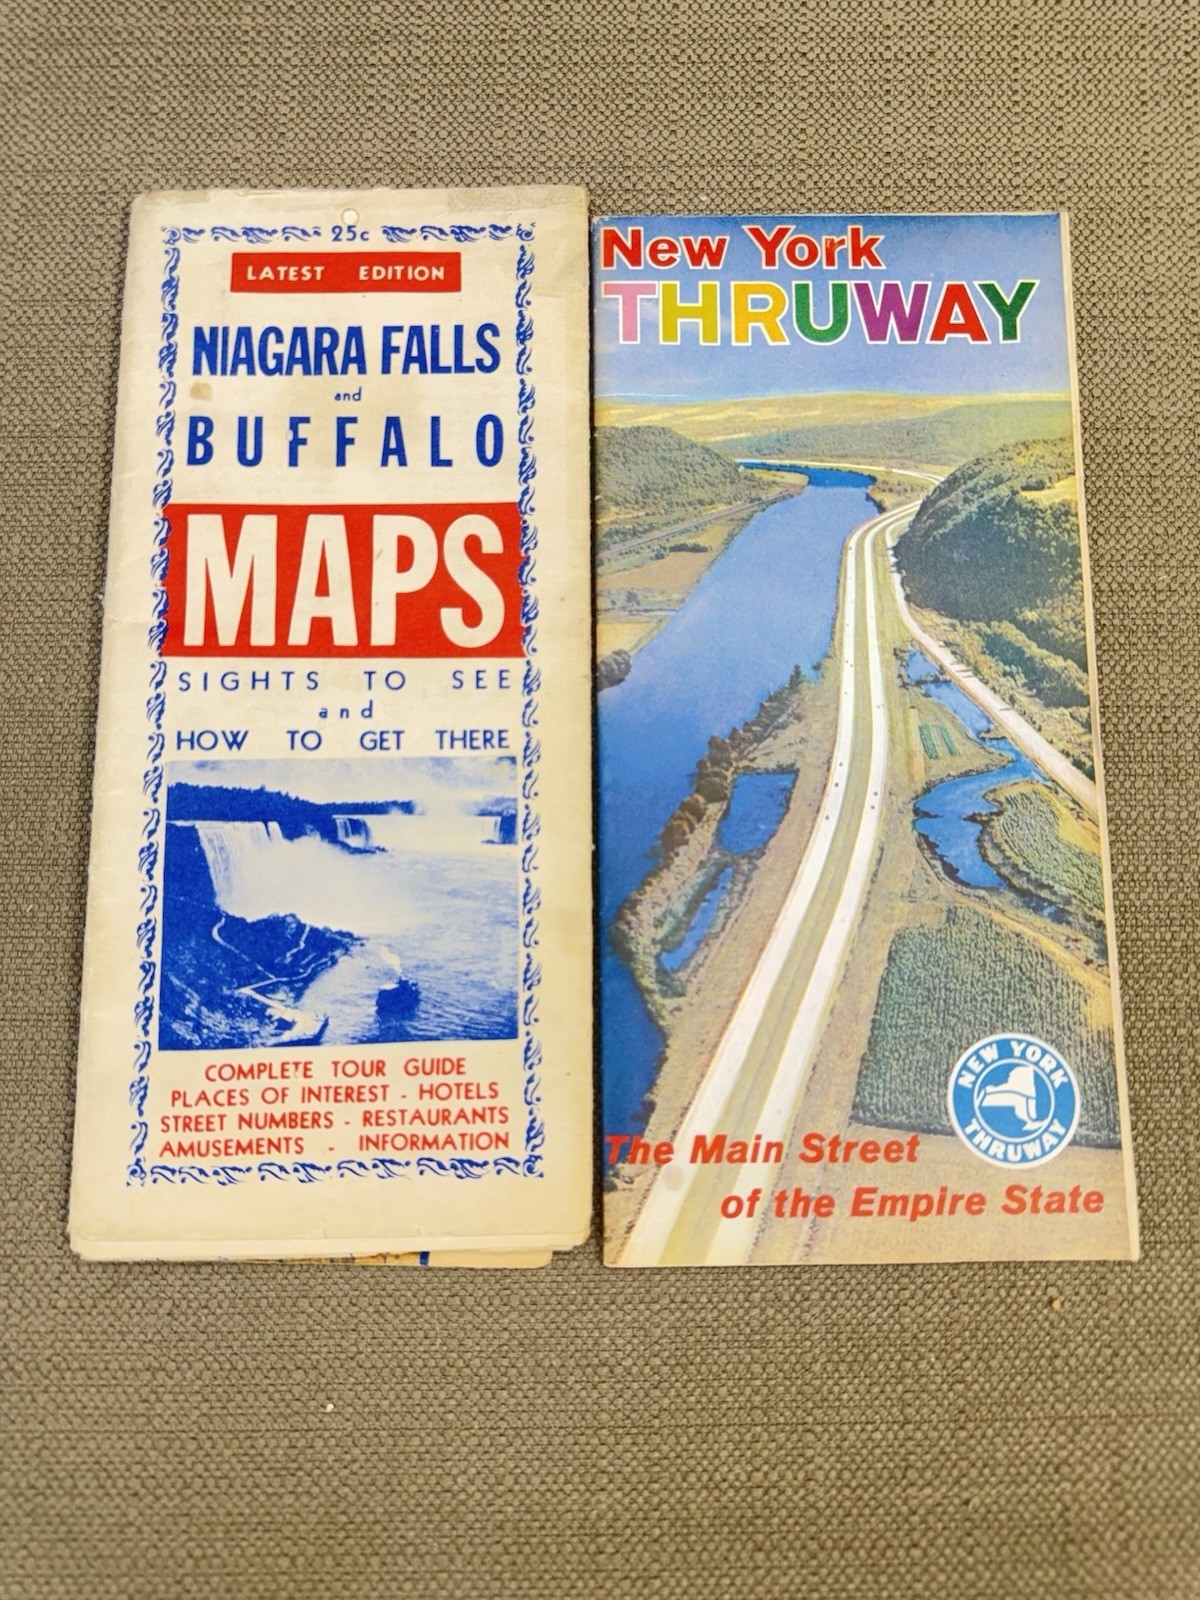 25c
LATEST EDITION
NIAGARA FALLS
and
BUFFALO
MAPS
SIGHTS TO SEE
and
HOW TO GET THERE
COMPLETE TOUR GUIDE
PLACES OF INTEREST - HOTELS
STREET NUMBERS - RESTAURANTS
AMUSEMENTS - INFORMATION
New York
THRUWAY
NEW YORK
THRUWAY
The Main Street
of the Empire State